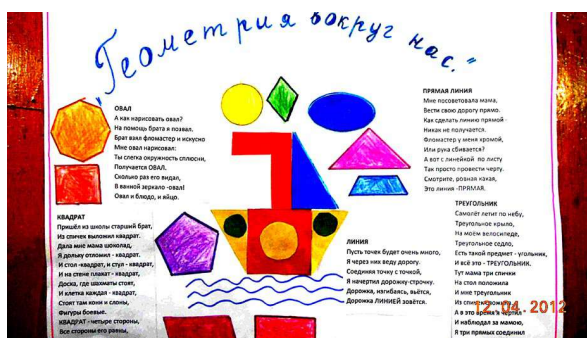 "Геометрия вокруг нас."
ОВАЛ
А как нарисовать овал?
На помощь брата я позвал.
Брат взял фломастер и искусно
Мне овал нарисовал:
Ты слегка окружность сплюсни,
Получается ОВАЛ.
Сколько раз его видал,
В ванной зеркало -овал!
Овал и блюдо, и яйцо.
КВАДРАТ
Пришёл из школы старший брат,
Из спичек выложил квадрат.
Дала мне мама шоколад,
Я дольку отломил - квадрат.
И стол -квадрат, и стул - квадрат,
И на стене плакат - квадрат,
Доска, где шахматы стоят,
И клетка каждая - квадрат,
Стоят там кони и слоны,
Фигуры боевые.
КВАДРАТ - четыре стороны,
Все стороны его равны,
ПРЯМАЯ ЛИНИЯ
Мне посоветовала мама,
Вести свою дорогу прямо.
Как сделать линию прямой -
Никак не получается.
Фломастер у меня хромой,
Или рука сбивается?
А вот с линейкой по листу
Так просто провести черту.
Смотрите, ровная какая,
Это линия -ПРЯМАЯ.
ЛИНИЯ
Пусть точек будет очень много,
Я через них веду дорогу.
Соединяя точку с точкой,
Я начертил дорожку-строчку.
Дорожка, изгибаясь, вьётся,
Дорожка ЛИНИЕЙ зовётся.
ТРЕУГОЛЬНИК
Самолёт летит по небу,
Треугольное крыло,
На моём велосипеде,
Треугольное седло,
Есть такой предмет - угольник,
И всё это - ТРЕУГОЛЬНИК.
Тут мама три спички
На стол положила
И мне треугольник
Из спичек сложила.
А в это время я чертил
И наблюдал за мамою,
Я три прямых соединил
12.04.2012